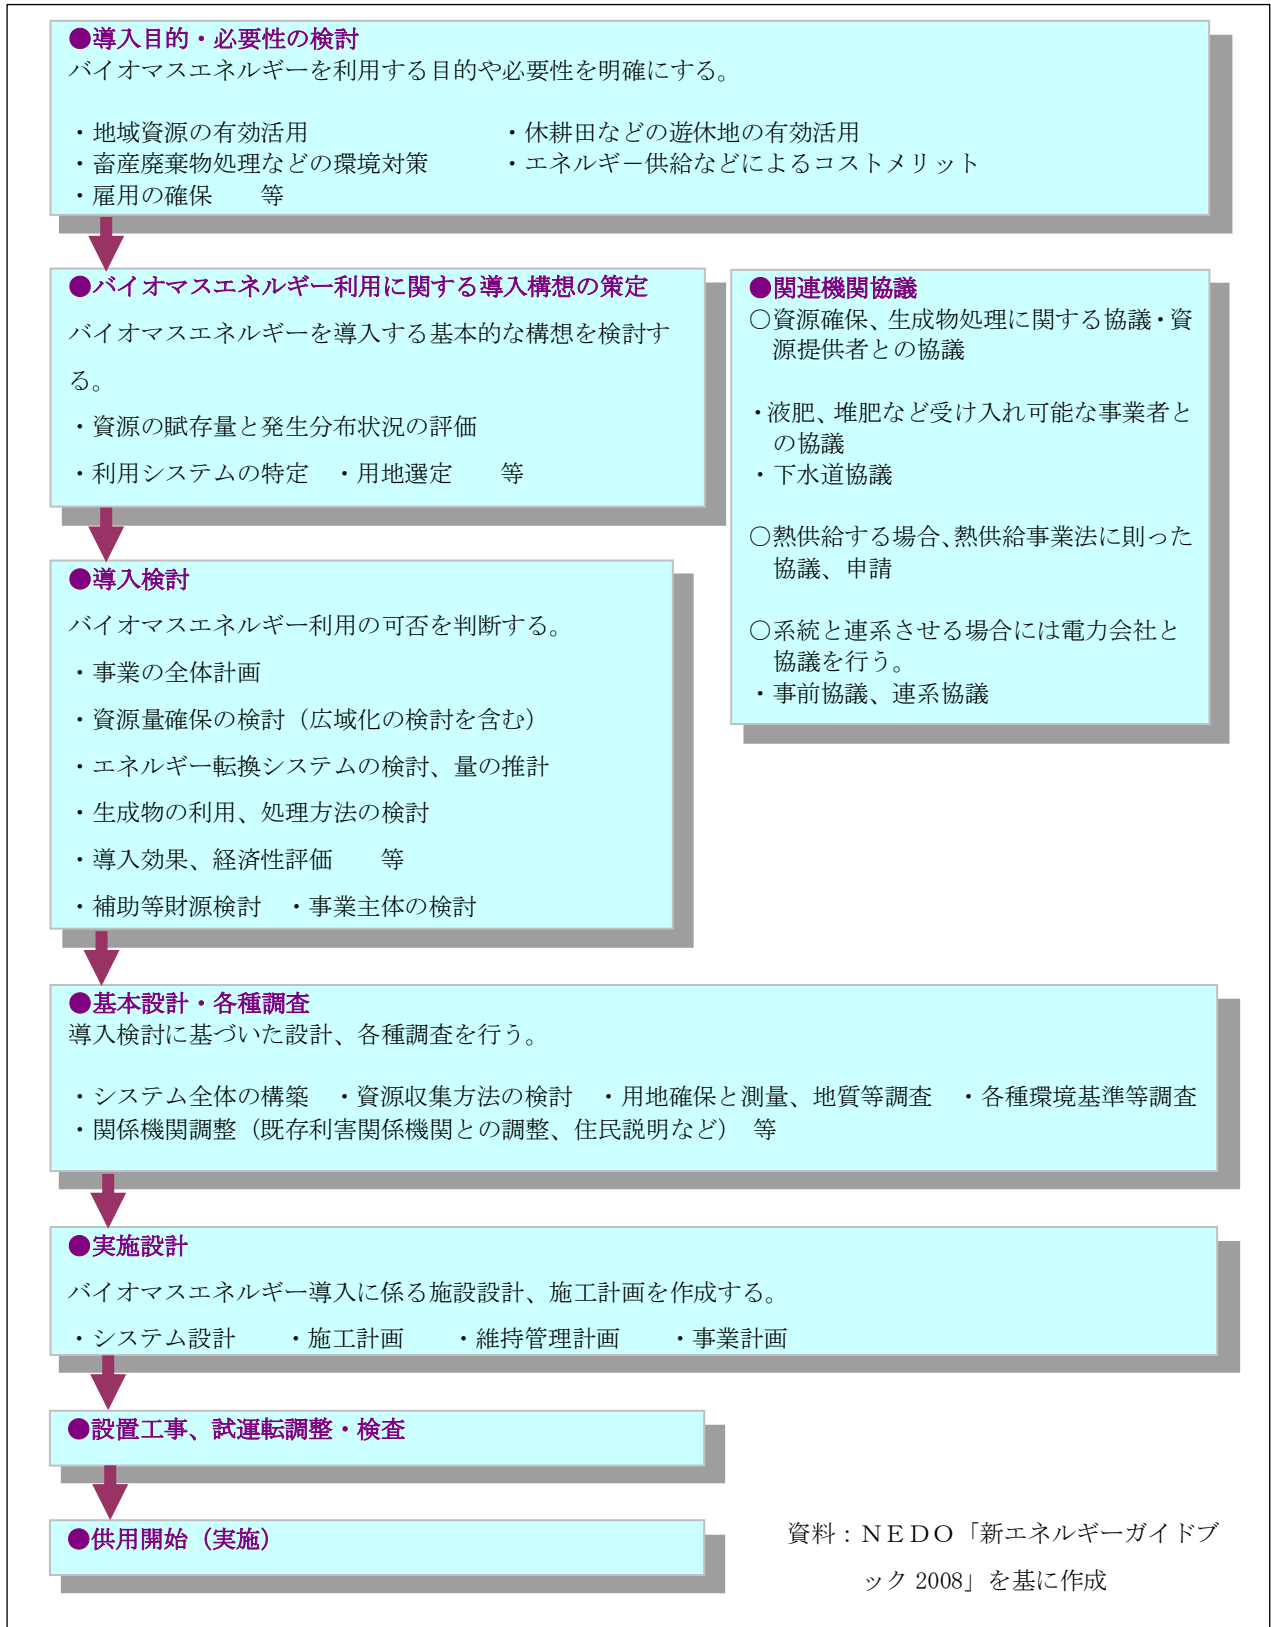 ●導入目的・必要性の検討
バイオマスエネルギーを利用する目的や必要性を明確にする。
・地域資源の有効活用　　　　　　　　・休耕田などの遊休地の有効活用
・畜産廃棄物処理などの環境対策　　　・エネルギー供給などによるコストメリット
・雇用の確保　　等
●バイオマスエネルギー利用に関する導入構想の策定
バイオマスエネルギーを導入する基本的な構想を検討す
る。
・資源の賦存量と発生分布状況の評価
・利用システムの特定　・用地選定　　等
●関連機関協議
○資源確保、生成物処理に関する協議・資
源提供者との協議
・液肥、堆肥など受け入れ可能な事業者と
の協議
・下水道協議
○熱供給する場合、熱供給事業法に則った
協議、申請
○系統と連系させる場合には電力会社と
協議を行う。
・事前協議、連系協議
●導入検討
バイオマスエネルギー利用の可否を判断する。
・事業の全体計画
・資源量確保の検討（広域化の検討を含む）
・エネルギー転換システムの検討、量の推計
・生成物の利用、処理方法の検討
・導入効果、経済性評価　　等
・補助等財源検討　・事業主体の検討
●基本設計・各種調査
導入検討に基づいた設計、各種調査を行う。
・システム全体の構築　・資源収集方法の検討　・用地確保と測量、地質等調査　・各種環境基準等調査
・関係機関調整（既存利害関係機関との調整、住民説明など）　等
●実施設計
バイオマスエネルギー導入に係る施設設計、施工計画を作成する。
・システム設計　　・施工計画　　・維持管理計画　　・事業計画
●設置工事、試運転調整・検査
●供用開始（実施）
資料：ＮＥＤＯ「新エネルギーガイドブ
ック 2008」を基に作成